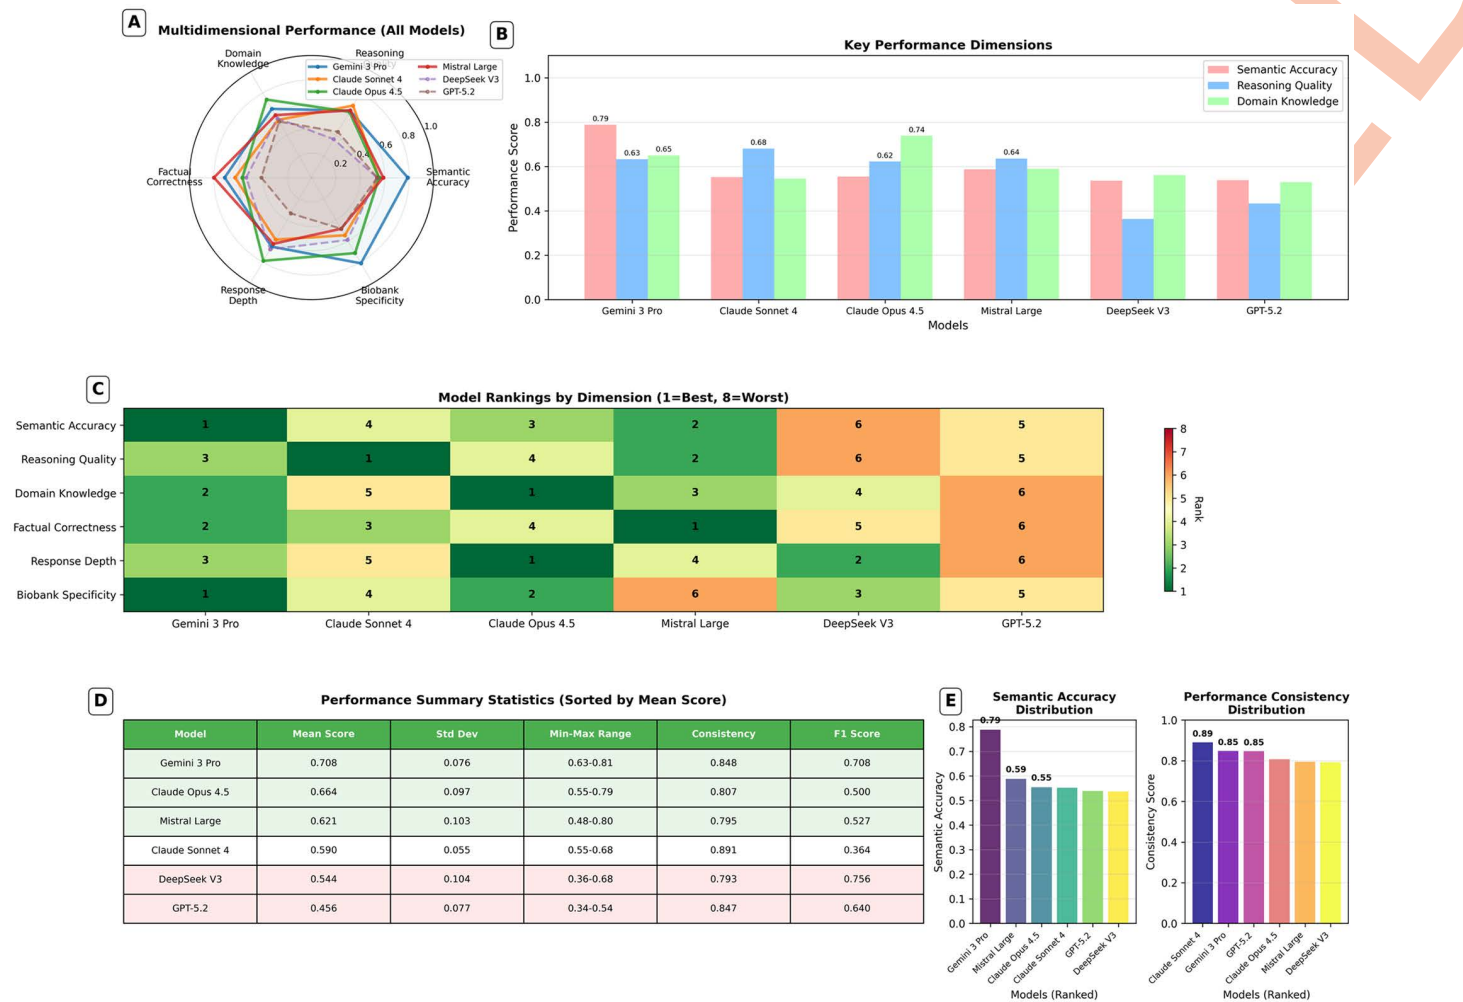 A
Multidimensional Performance (All Models)
Domain
Knowledge
Reasoning
Gemini 3 Pro
Claude Sonnet 4
Claude Opus 4.5
Mistral Large
DeepSeek V3
GPT-5.2
1.0
0.8
0.6
0.4
0.2
Factual
Correctness
Semantic
Accuracy
Response
Depth
Biobank
Specificity
B
Key Performance Dimensions
Semantic Accuracy
Reasoning Quality
Domain Knowledge
Performance Score
1.0
0.8
0.6
0.4
0.2
0.0
0.79
0.63
0.65
0.68
0.62
0.74
0.64
Gemini 3 Pro
Claude Sonnet 4
Claude Opus 4.5
Mistral Large
DeepSeek V3
GPT-5.2
Models
C
Model Rankings by Dimension (1=Best, 8=Worst)
Semantic Accuracy 1 4 3 2 6 5
Reasoning Quality 3 1 4 2 6 5
Domain Knowledge 2 5 1 3 4 6
Factual Correctness 2 3 4 1 5 6
Response Depth 3 5 1 4 2 6
Biobank Specificity 1 4 2 6 3 5
Gemini 3 Pro Claude Sonnet 4 Claude Opus 4.5 Mistral Large DeepSeek V3 GPT-5.2
8
7
6
5
4
3
2
1
Rank
D
Performance Summary Statistics (Sorted by Mean Score)
Model Mean Score Std Dev Min-Max Range Consistency F1 Score
Gemini 3 Pro 0.708 0.076 0.63-0.81 0.848 0.708
Claude Opus 4.5 0.664 0.097 0.55-0.79 0.807 0.500
Mistral Large 0.621 0.103 0.48-0.80 0.795 0.527
Claude Sonnet 4 0.590 0.055 0.55-0.68 0.891 0.364
DeepSeek V3 0.544 0.104 0.36-0.68 0.793 0.756
GPT-5.2 0.456 0.077 0.34-0.54 0.847 0.640
E
Semantic Accuracy
Distribution
Semantic Accuracy
0.8
0.7
0.6
0.5
0.4
0.3
0.2
0.1
0.0
0.79
0.59
0.55
Gemini 3 Pro
Mistral Large
Claude Opus 4.5
Claude Sonnet 4
GPT-5.2
DeepSeek V3
Models (Ranked)
Performance Consistency
Distribution
Consistency Score
1.0
0.8
0.6
0.4
0.2
0.0
0.89
0.85
0.85
Claude Sonnet 4
Gemini 3 Pro
GPT-5.2
Claude Opus 4.5
Mistral Large
DeepSeek V3
Models (Ranked)